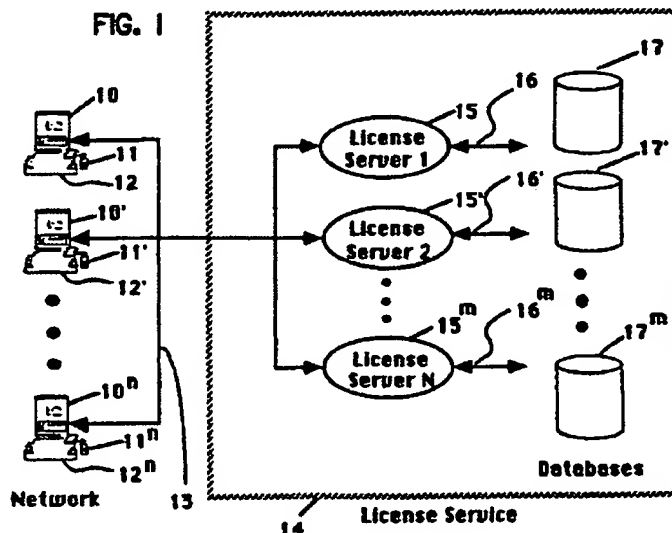 FIG. 1
10
11
12
10'
11'
12'
10ⁿ
11ⁿ
12ⁿ
Network
13
License
Server 1
15
16
17
License
Server 2
15'
16'
17'
License
Server N
15ᵐ
16ᵐ
17ᵐ
Databases
14
License Service